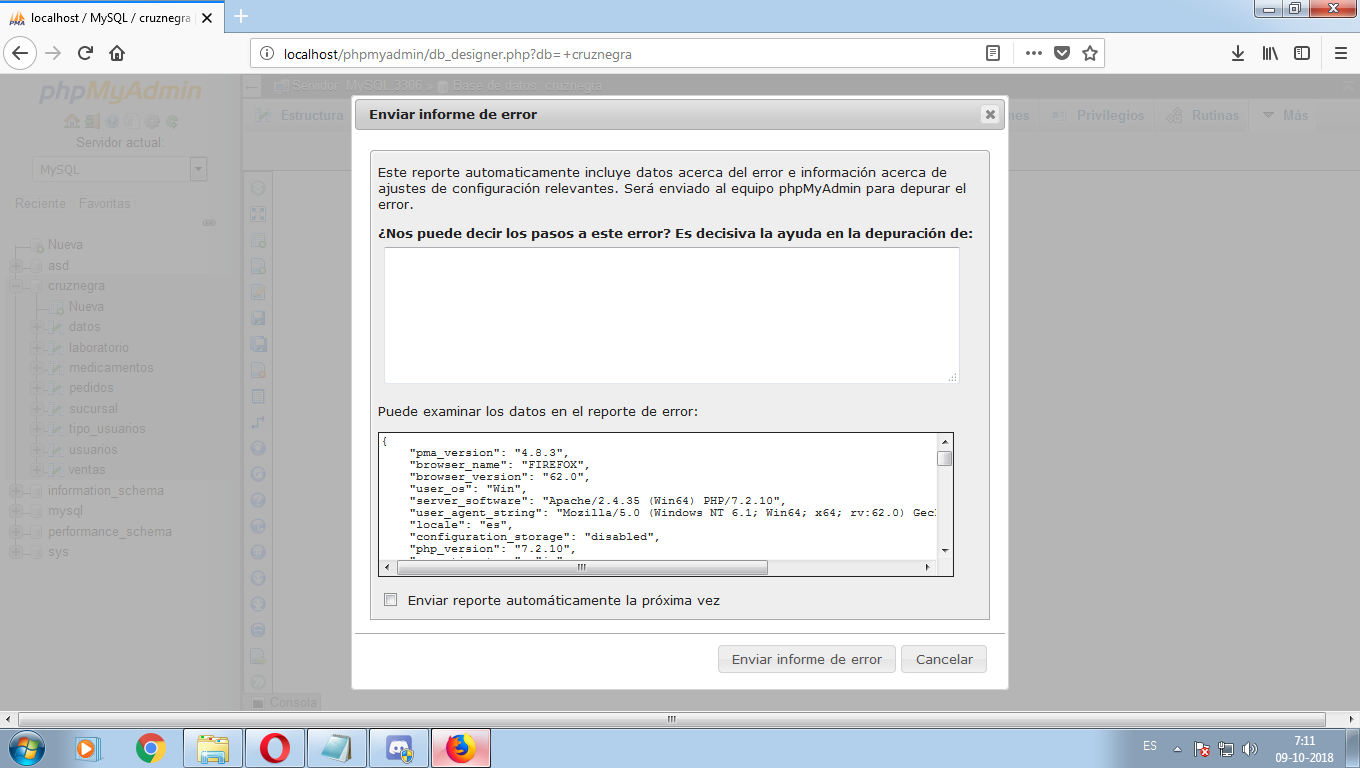 localhost / MySQL / cruznegra
localhost/phpmyadmin/db_designer.php?db=+cruznegra
phpMyAdmin
Servidor: MySQL:3306 » Base de datos: cruznegra
Enviar informe de error
Estructura
Privilegios
Rutinas
Más
Servidor actual:
MySQL
Reciente
Favoritas
Nueva
asd
cruznegra
Nueva
datos
laboratorio
medicamentos
pedidos
sucursal
tipo_usuarios
usuarios
ventas
information_schema
mysql
performance_schema
sys
Este reporte automaticamente incluye datos acerca del error e información acerca de
ajustes de configuración relevantes. Será enviado al equipo phpMyAdmin para depurar el
error.
¿Nos puede decir los pasos a este error? Es decisiva la ayuda en la depuración de:
Puede examinar los datos en el reporte de error:
{
"pma_version": "4.8.3",
"browser_name": "FIREFOX",
"browser_version": "62.0",
"user_os": "Win",
"server_software": "Apache/2.4.35 (Win64) PHP/7.2.10",
"user_agent_string": "Mozilla/5.0 (Windows NT 6.1; Win64; x64; rv:62.0)
"locale": "es",
"configuration_storage": "disabled",
"php_version": "7.2.10",
Enviar reporte automáticamente la próxima vez
Enviar informe de error
Cancelar
Consola
ES
7:11
09-10-2018